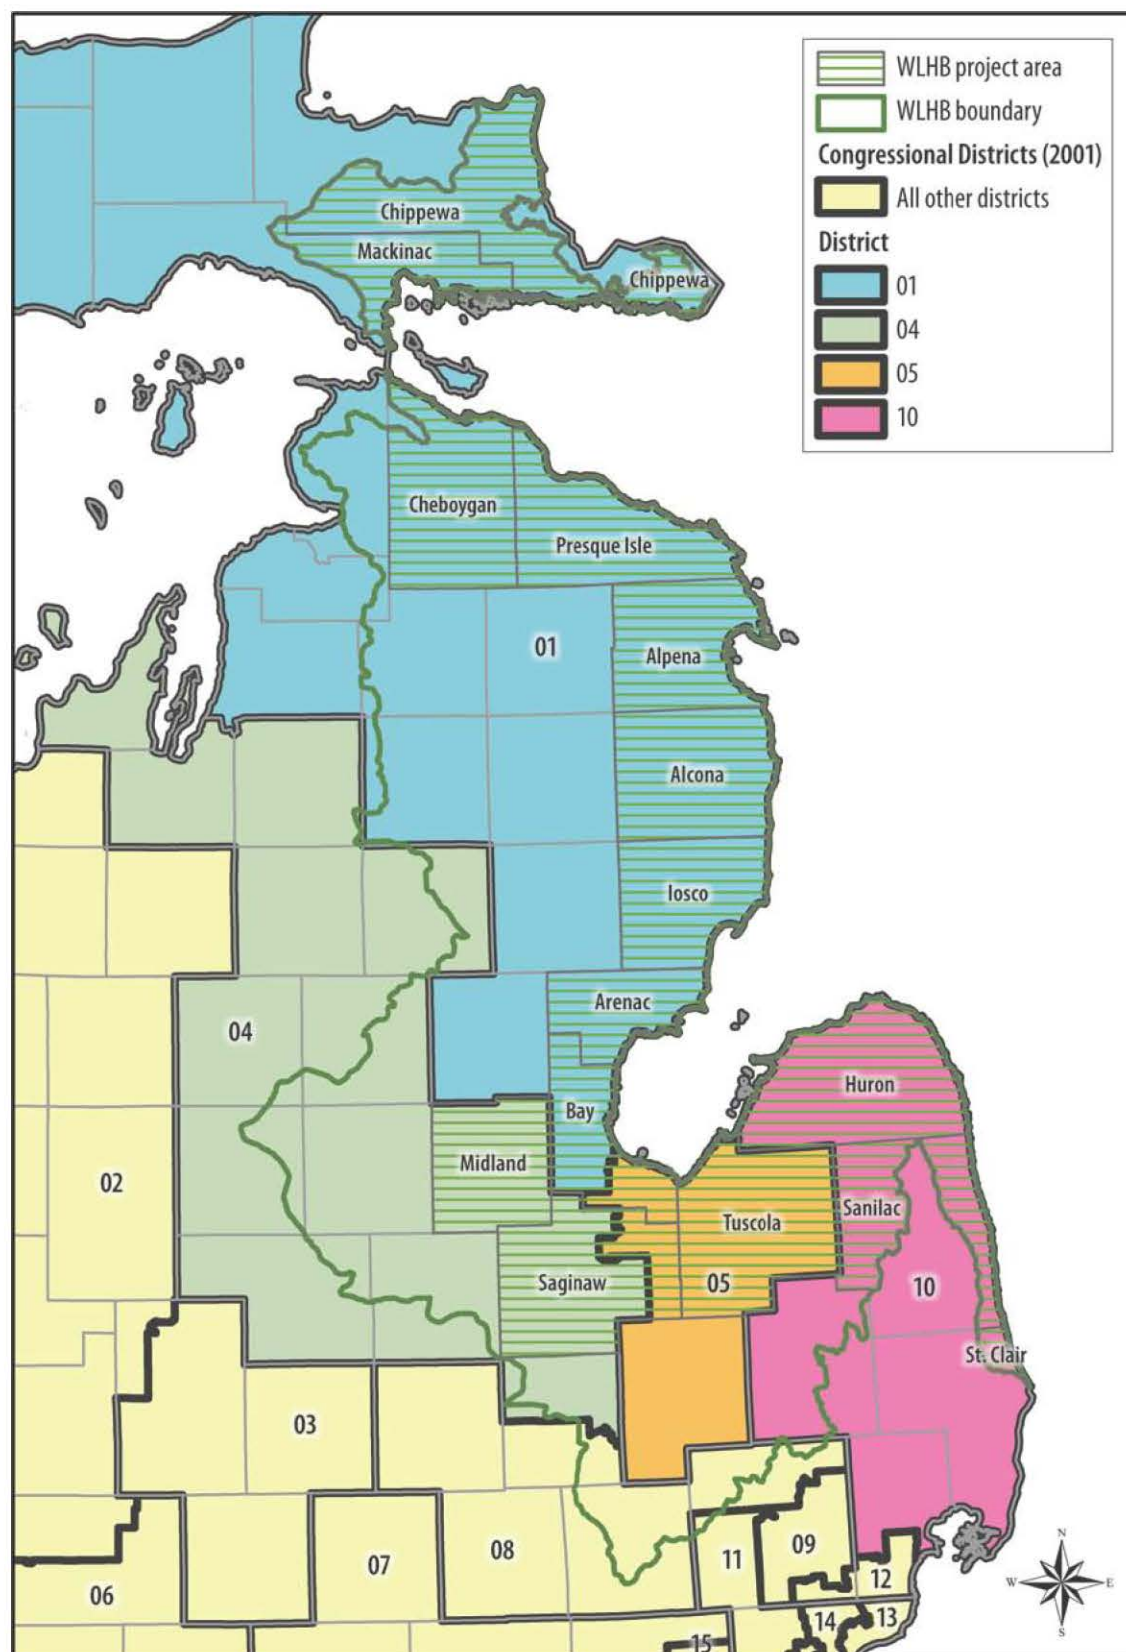 WLHB project area
WLHB boundary
Congressional Districts (2001)
All other districts
District
01
04
05
10
Chippewa
Mackinac
Chippewa
Cheboygan
Presque Isle
01
Alpena
Alcona
Iosco
Arenac
04
Huron
Bay
Midland
02
Sanilac
Tuscola
Saginaw
05
10
St. Clair
03
N
W
E
S
08
09
11
07
12
06
13
14
15